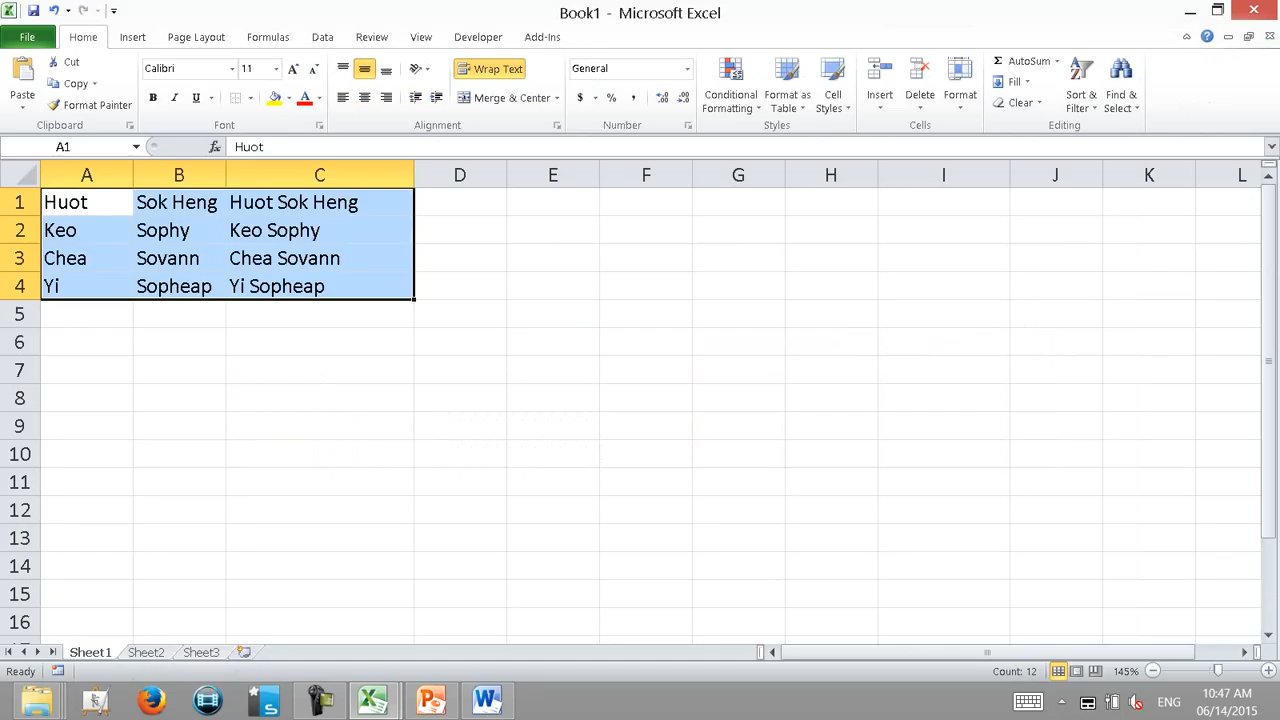 Book1 - Microsoft Excel
File Home Insert Page Layout Formulas Data Review View Developer Add-Ins
Paste
Cut
Copy
Format Painter
Clipboard
Calibri 11
B I U
A
Font
Wrap Text
Merge & Center
Alignment
General
$ % ,
Number
Conditional Formatting
Format as Table
Cell Styles
Styles
Insert Delete Format
Cells
AutoSum
Fill
Clear
Sort & Filter
Find & Select
Editing
A1 fx Huot
A B C D E F G H I J K L
1 Huot Sok Heng Huot Sok Heng
2 Keo Sophy Keo Sophy
3 Chea Sovann Chea Sovann
4 Yi Sopheap Yi Sopheap
5
6
7
8
9
10
11
12
13
14
15
16
Sheet1 Sheet2 Sheet3
Ready Count: 12 145%
ENG 10:47 AM
06/14/2015